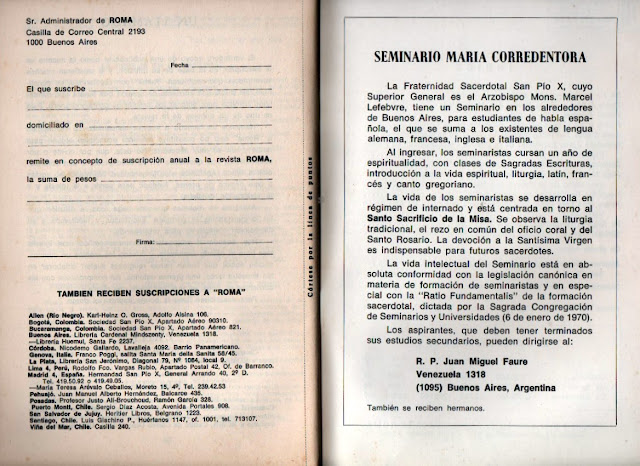 Sr. Administrador de ROMA
Casilla de Correo Central 2193
1000 Buenos Aires
Fecha
El que suscribe
domiciliado en
remite en concepto de suscripción anual a la revista ROMA,
la suma de pesos
Firma:
TAMBIEN RECIBEN SUSCRIPCIONES A "ROMA"
Allen (Río Negro). Karl-Heinz O. Gross, Adolfo Alsina 106.
Bogotá, Colombia. Sociedad San Pío X, Apartado Aéreo 90310.
Bucaramanga, Colombia. Sociedad San Pío X, Apartado Aéreo 821.
Buenos Aires. Librería Cardenal Mindszenty, Venezuela 1318.
—Librería Huemul, Santa Fe 2237.
Córdoba. Nicodemo Gallardo, Lavalleja 4092, Barrio Panamericano.
Genova, Italia. Franco Poggi, salita Santa Maria della Sanita 58/45.
La Plata, Librería San Jerónimo, Diagonal 79, Nº 1084, local 9.
Lima 4, Perú, Rodolfo Fco. Vargas Rubio, Apartado Postal 42, Of. de Barranco.
Madrid 4, España. Hermandad San Pío X, General Arrando 40, 2º D.
Tel. 419.50.92 o 419.49.05.
—María Teresa Arévalo Ceballos, Moreto 15, 4º, Tel. 239.42.53
Pehuajó. Juan Manuel Alberto Hernández, Balcarce 435.
Posadas. Profesor Justo Ali-Brouchoud, Ramón García 328.
Puerto Montt, Chile. Sergio Díaz Acosta, Avenida Portales 908.
San Salvador de Jujuy, Heritier Libros, Belgrano 1223.
Santiago, Chile. Luis Giachino P., Huérfanos 1147, of. 1001, tel. 713107.
Viña del Mar, Chile. Casilla 240.
Córtese por la línea de puntos
SEMINARIO MARIA CORREDENTORA
La Fraternidad Sacerdotal San Pío X, cuyo
Superior General es el Arzobispo Mons. Marcel
Lefebvre, tiene un Seminario en los alrededores
de Buenos Aires, para estudiantes de habla espa-
ñola, el que se suma a los existentes de lengua
alemana, francesa, inglesa e italiana.
Al ingresar, los seminaristas cursan un año de
espiritualidad, con clases de Sagradas Escrituras,
introducción a la vida espiritual, liturgia, latín, fran-
cés y canto gregoriano.
La vida de los seminaristas se desarrolla en
régimen de internado y está centrada en torno al
Santo Sacrificio de la Misa. Se observa la liturgia
tradicional, el rezo en común del oficio coral y del
Santo Rosario. La devoción a la Santísima Virgen
es indispensable para futuros sacerdotes.
La vida intelectual del Seminario está en ab-
soluta conformidad con la legislación canónica en
materia de formación de seminaristas y en espe-
cial con la "Ratio Fundamentalis" de la formación
sacerdotal, dictada por la Sagrada Congregación
de Seminarios y Universidades (6 de enero de 1970).
Los aspirantes, que deben tener terminados
sus estudios secundarios, pueden dirigirse al:
R. P. Juan Miguel Faure
Venezuela 1318
(1095) Buenos Aires, Argentina
También se reciben hermanos.